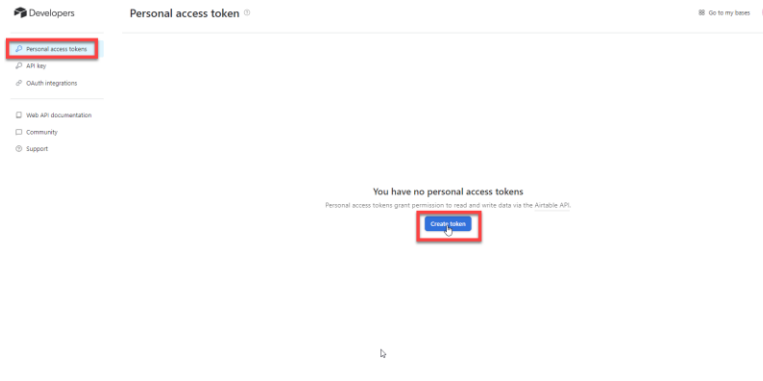 Developers
Personal access tokens
API key
OAuth integrations
Web API documentation
Community
Support
Personal access token
Go to my bases
You have no personal access tokens
Personal access tokens grant permission to read and write data via the Airtable API.
Create token